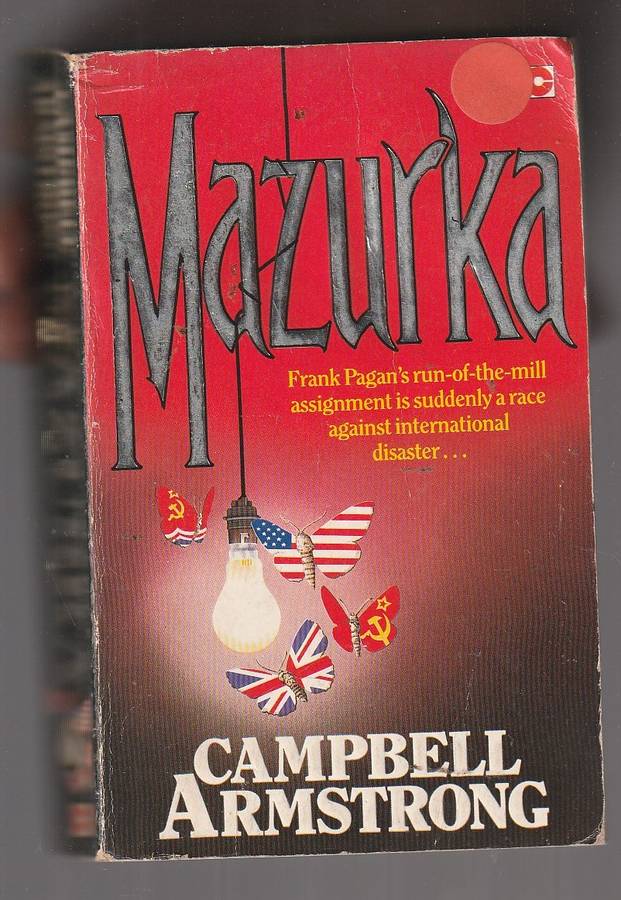 Mazurka
Frank Pagan's run-of-the-mill
assignment is suddenly a race
against international
disaster...
CAMPBELL
ARMSTRONG